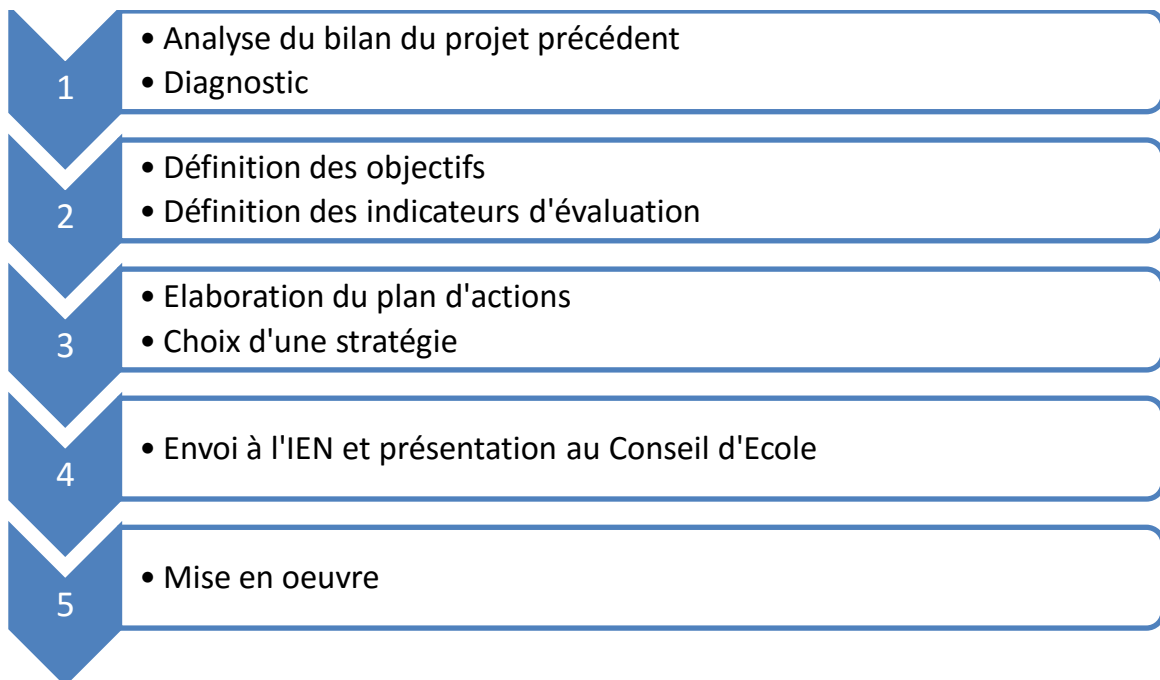 1
• Analyse du bilan du projet précédent
• Diagnostic
2
• Définition des objectifs
• Définition des indicateurs d'évaluation
3
• Elaboration du plan d'actions
• Choix d'une stratégie
4
• Envoi à l'IEN et présentation au Conseil d'Ecole
5
• Mise en oeuvre